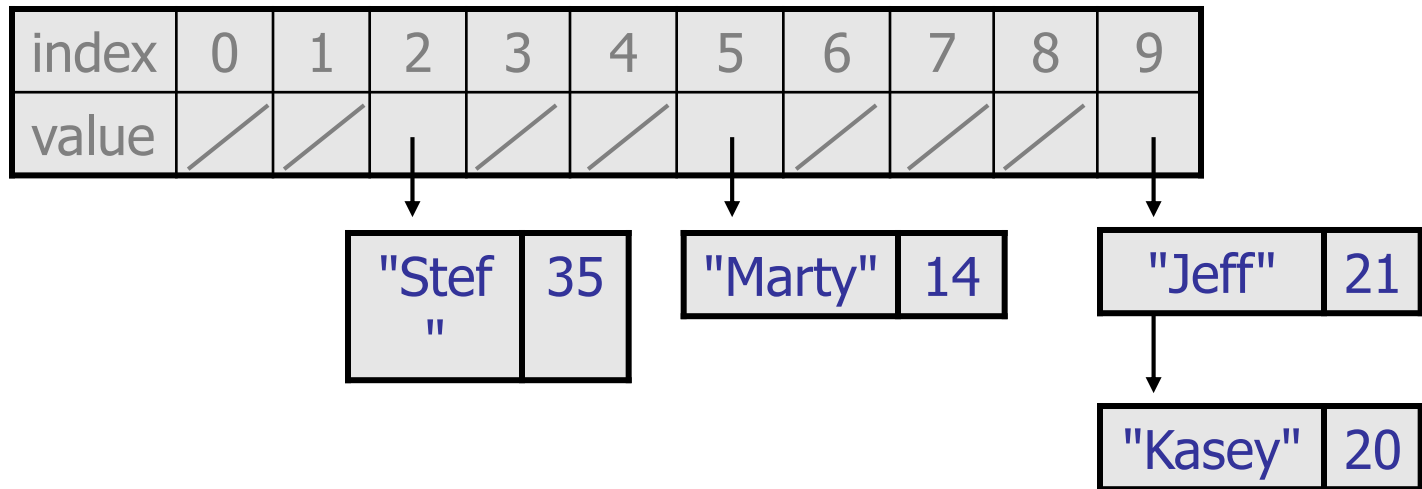 index 0 1 2 3 4 5 6 7 8 9
value
"Stef 35 "Marty" 14 "Jeff" 21
"
"Kasey" 20